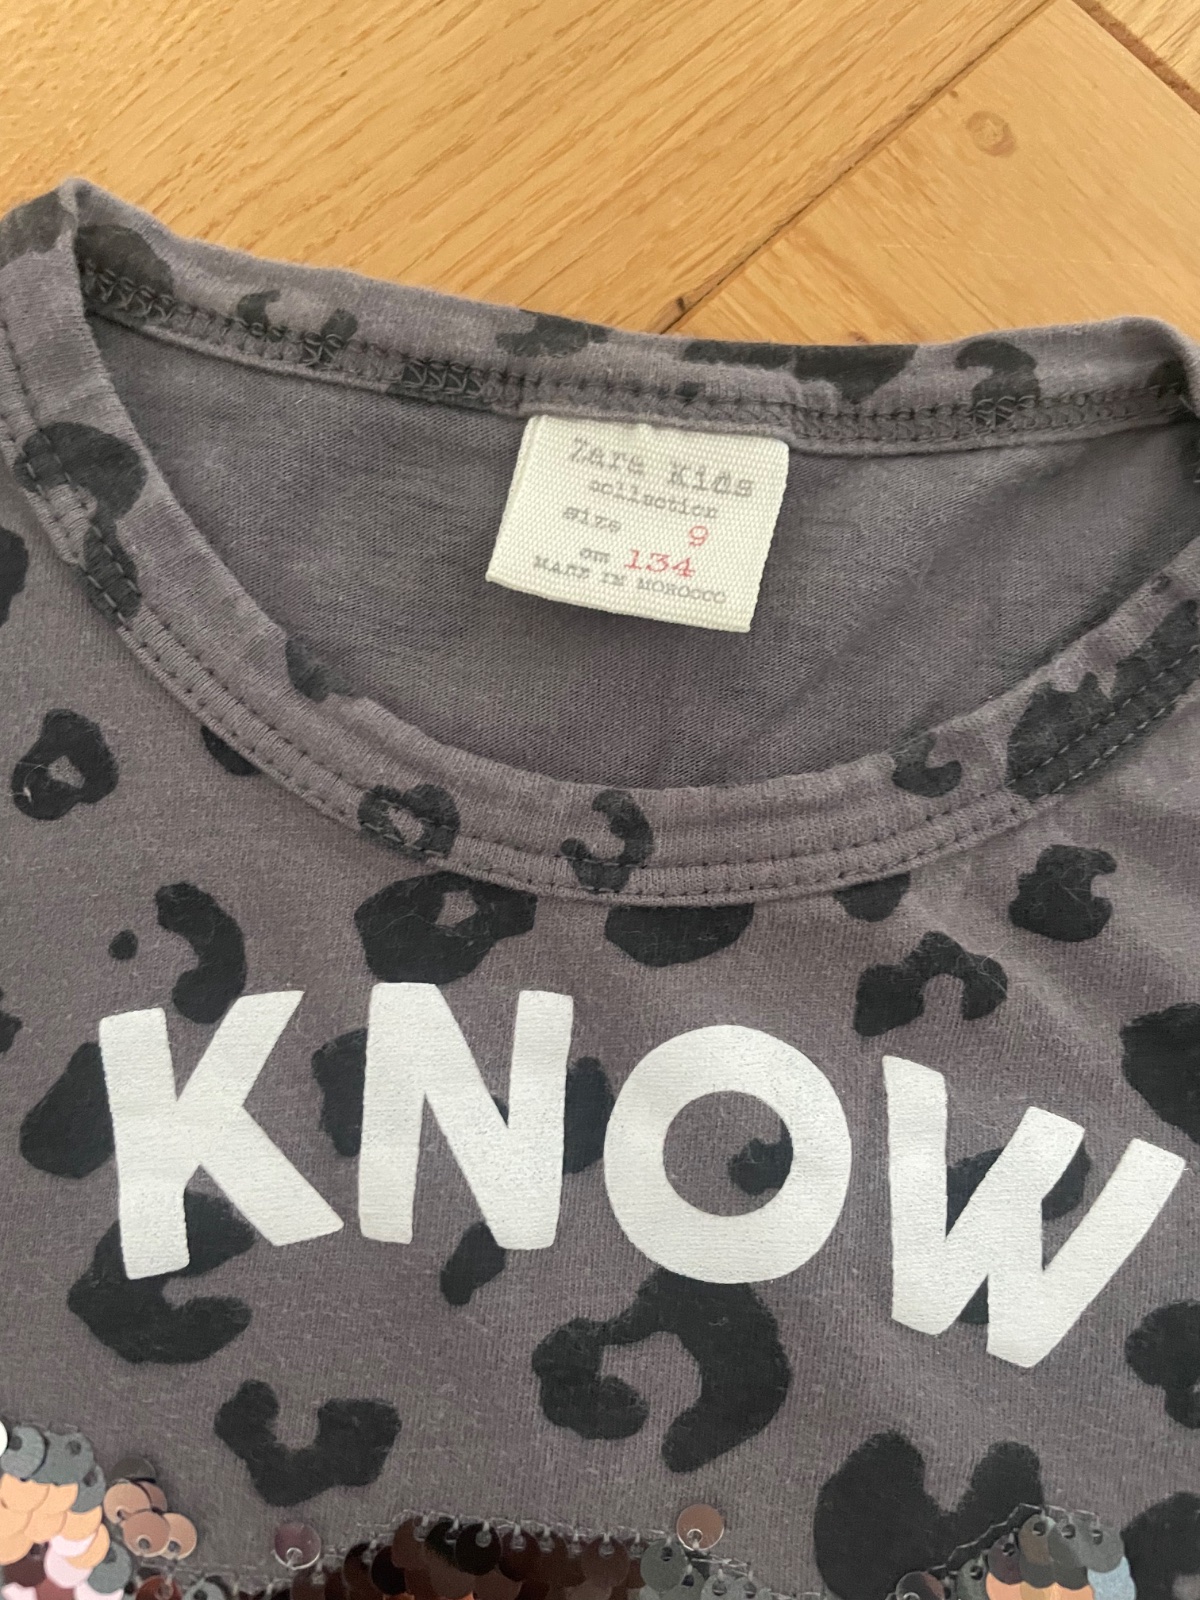 Zara Kids
collection
size 9
cm 134
MADE IN MOROCCO
KNOW